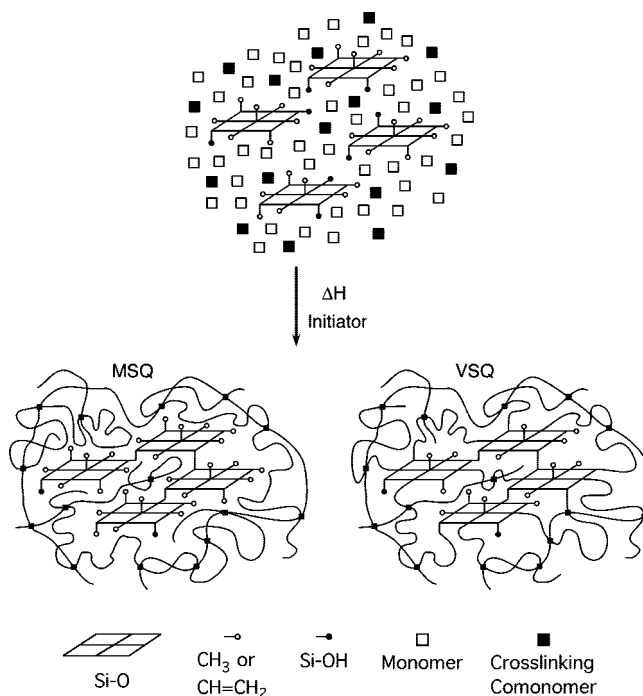 ΔH
Initiator
MSQ
VSQ
Si-O
CH₃ or
CH=CH₂
Si-OH
Monomer
Crosslinking
Comonomer